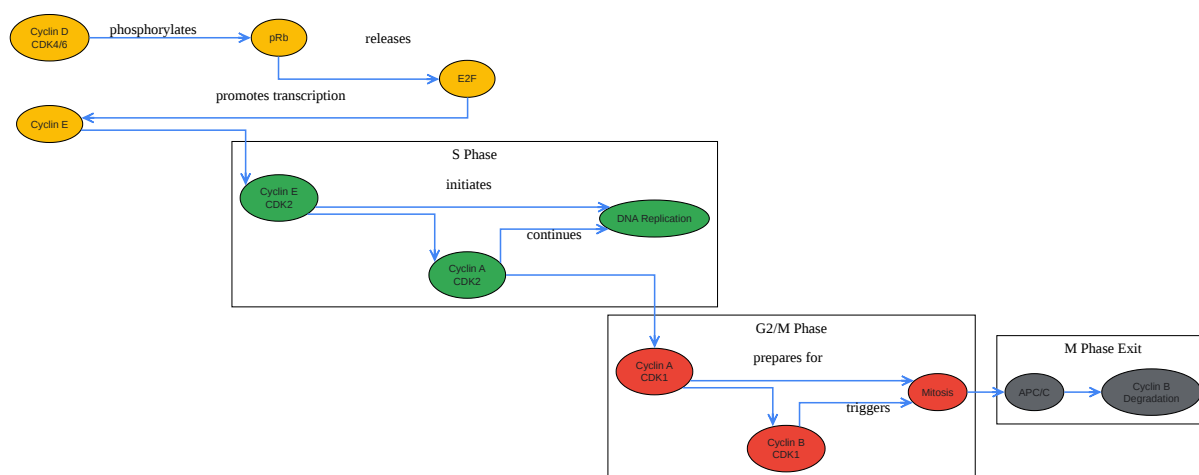 Cyclin D
CDK4/6
phosphorylates
pRb
releases
E2F
promotes transcription
Cyclin E
S Phase
initiates
Cyclin E
CDK2
DNA Replication
continues
Cyclin A
CDK2
G2/M Phase
prepares for
Cyclin A
CDK1
Mitosis
triggers
Cyclin B
CDK1
M Phase Exit
APC/C
Cyclin B
Degradation